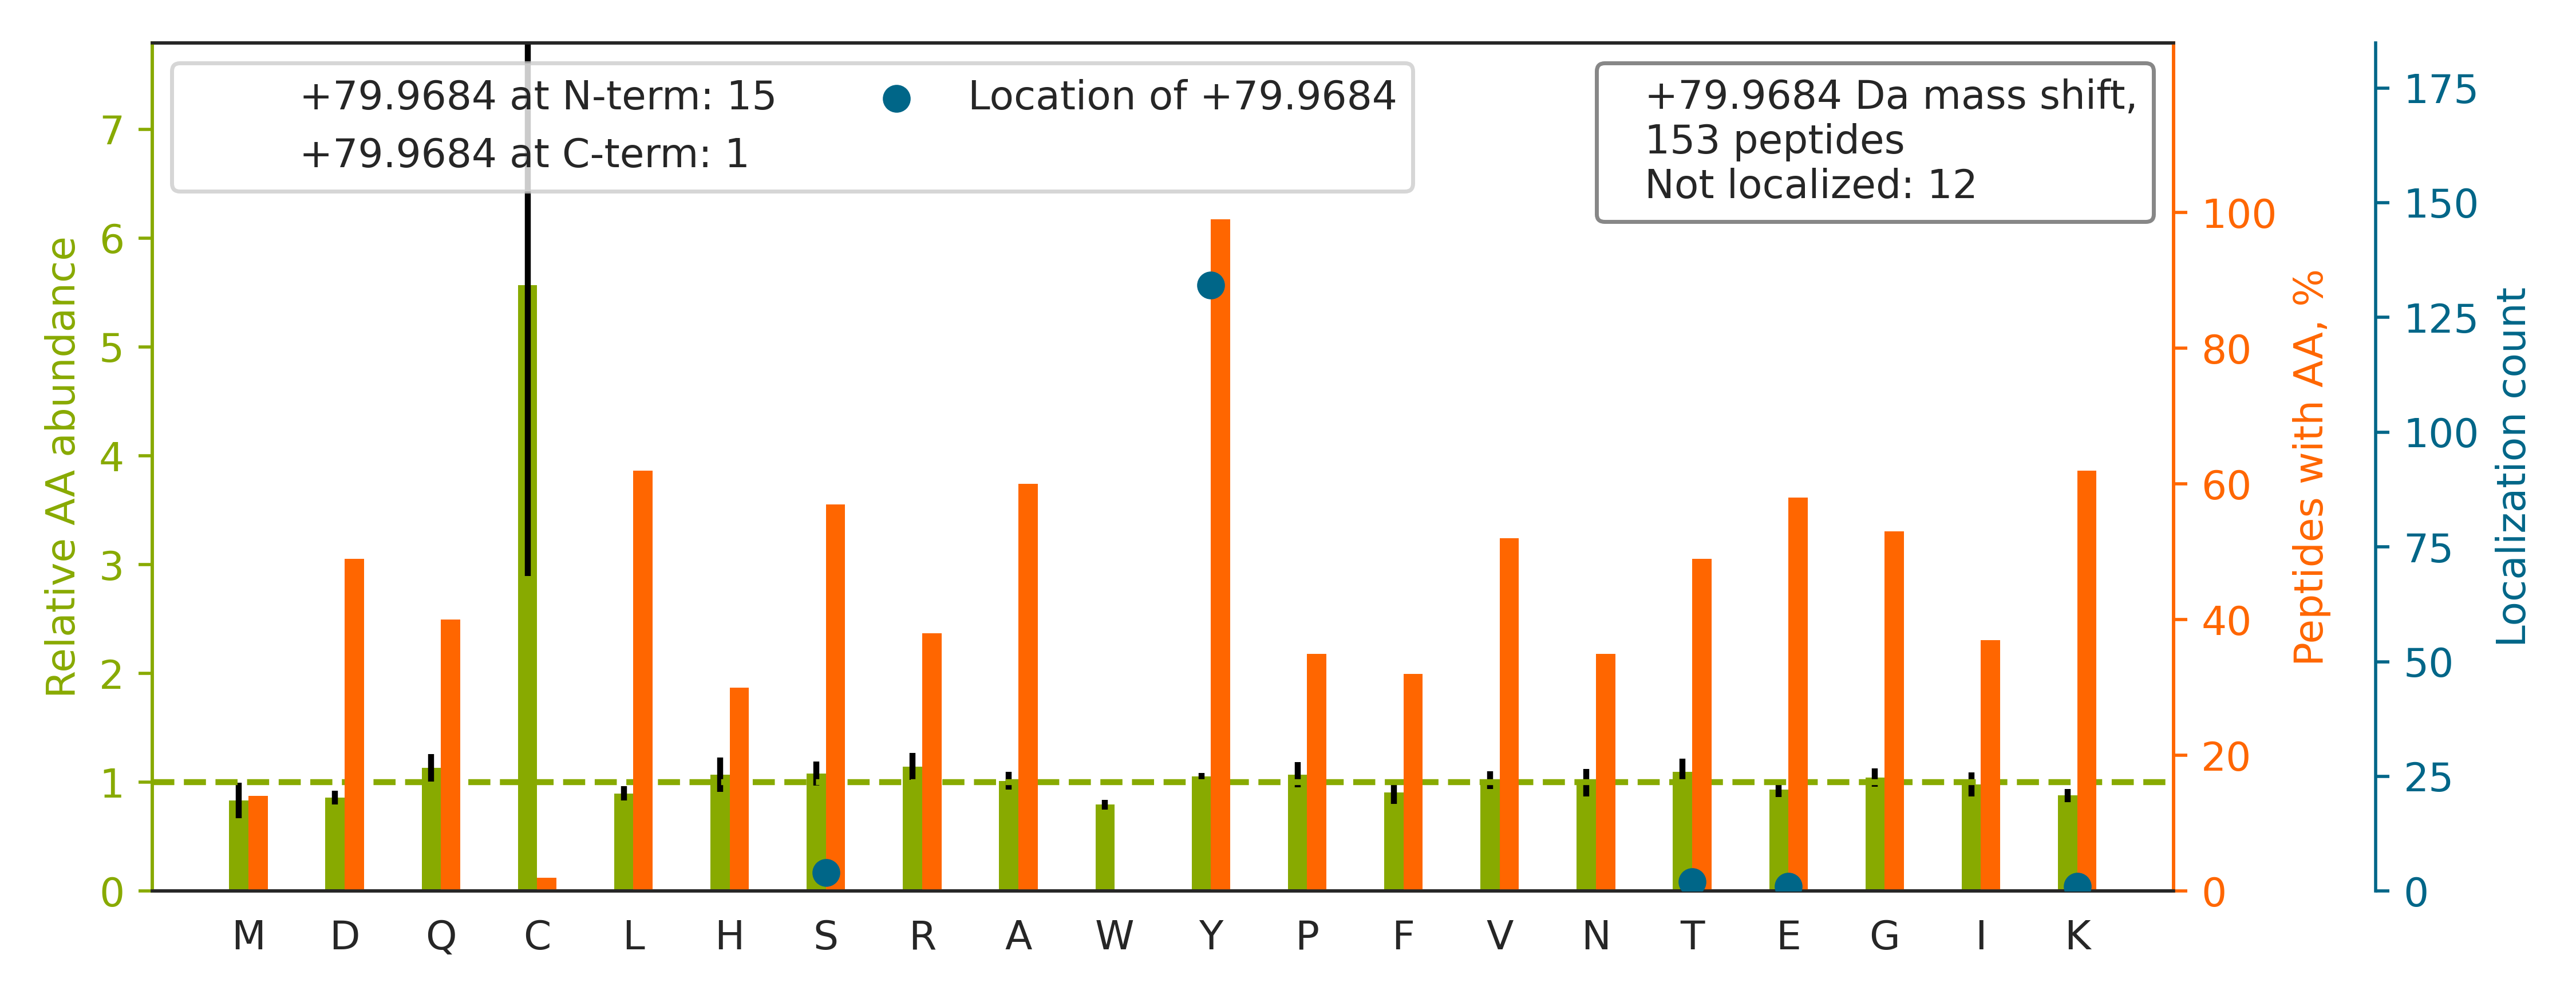 +79.9684 at N-term: 15
+79.9684 at C-term: 1
Location of +79.9684
+79.9684 Da mass shift,
153 peptides
Not localized: 12
Relative AA abundance
7
6
5
4
3
2
1
0
M D Q C L H S R A W Y P F V N T E G I K
100
80
60
40
20
0
Peptides with AA, %
175
150
125
100
75
50
25
0
Localization count